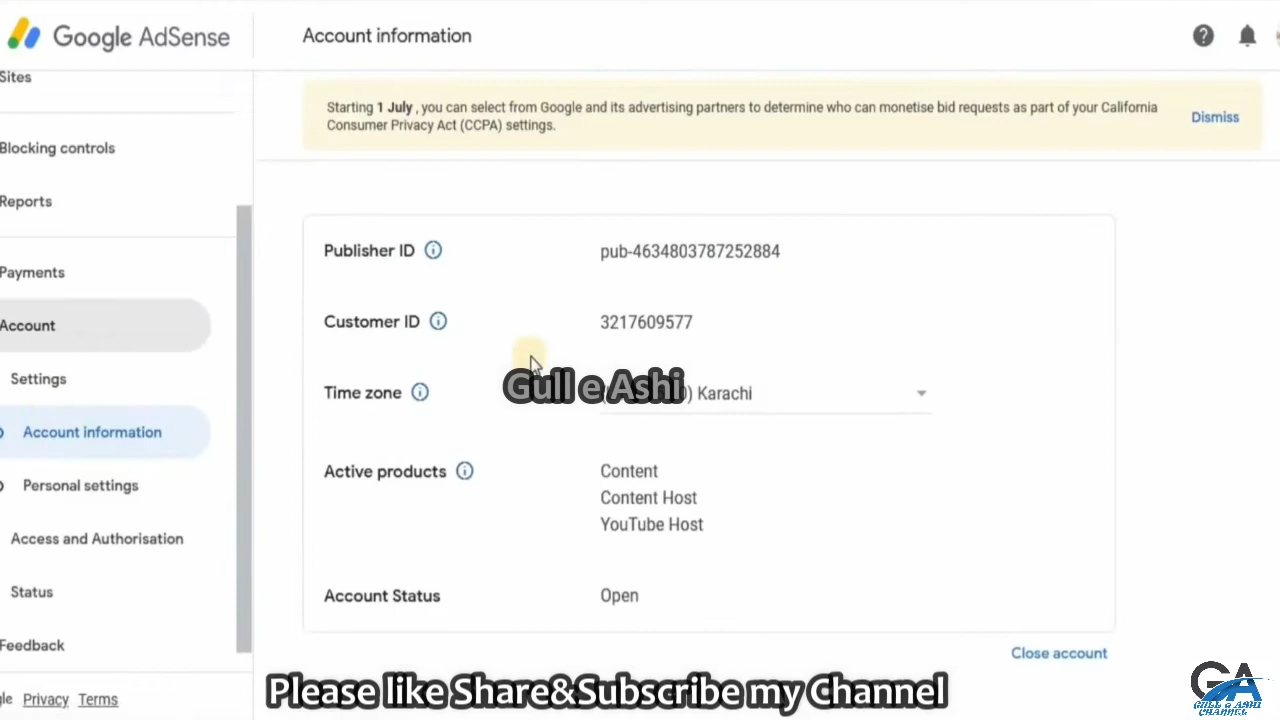 Google AdSense
Account information
Sites
Blocking controls
Reports
Payments
Account
Settings
Account information
Personal settings
Access and Authorisation
Status
Feedback
Privacy Terms
Starting 1 July , you can select from Google and its advertising partners to determine who can monetise bid requests as part of your California
Consumer Privacy Act (CCPA) settings.
Dismiss
Publisher ID
pub-4634803787252884
Customer ID
3217609577
Time zone
Karachi
Gull e Ashi
Active products
Content
Content Host
YouTube Host
Account Status
Open
Close account
Please like Share&Subscribe my Channel
GA
GULL E ASHI
CHANNEL